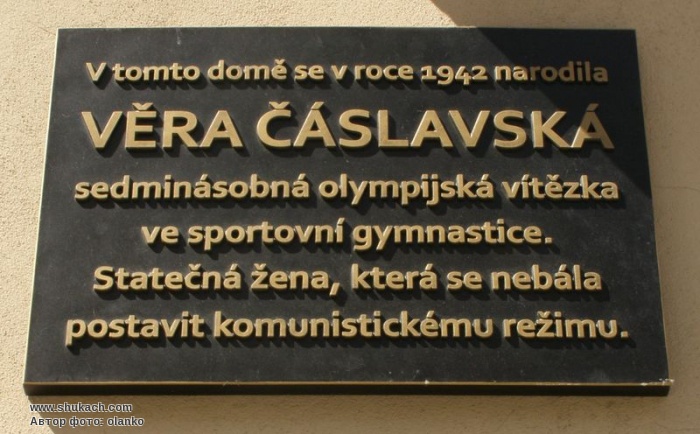 V tomto domě se v roce 1942 narodila
VĚRA ČÁSLAVSKÁ
sedminásobná olympijská vítězka
ve sportovní gymnastice.
Statečná žena, která se nebála
postavit komunistickému režimu.
www.shukach.com
Автор фото: olanko